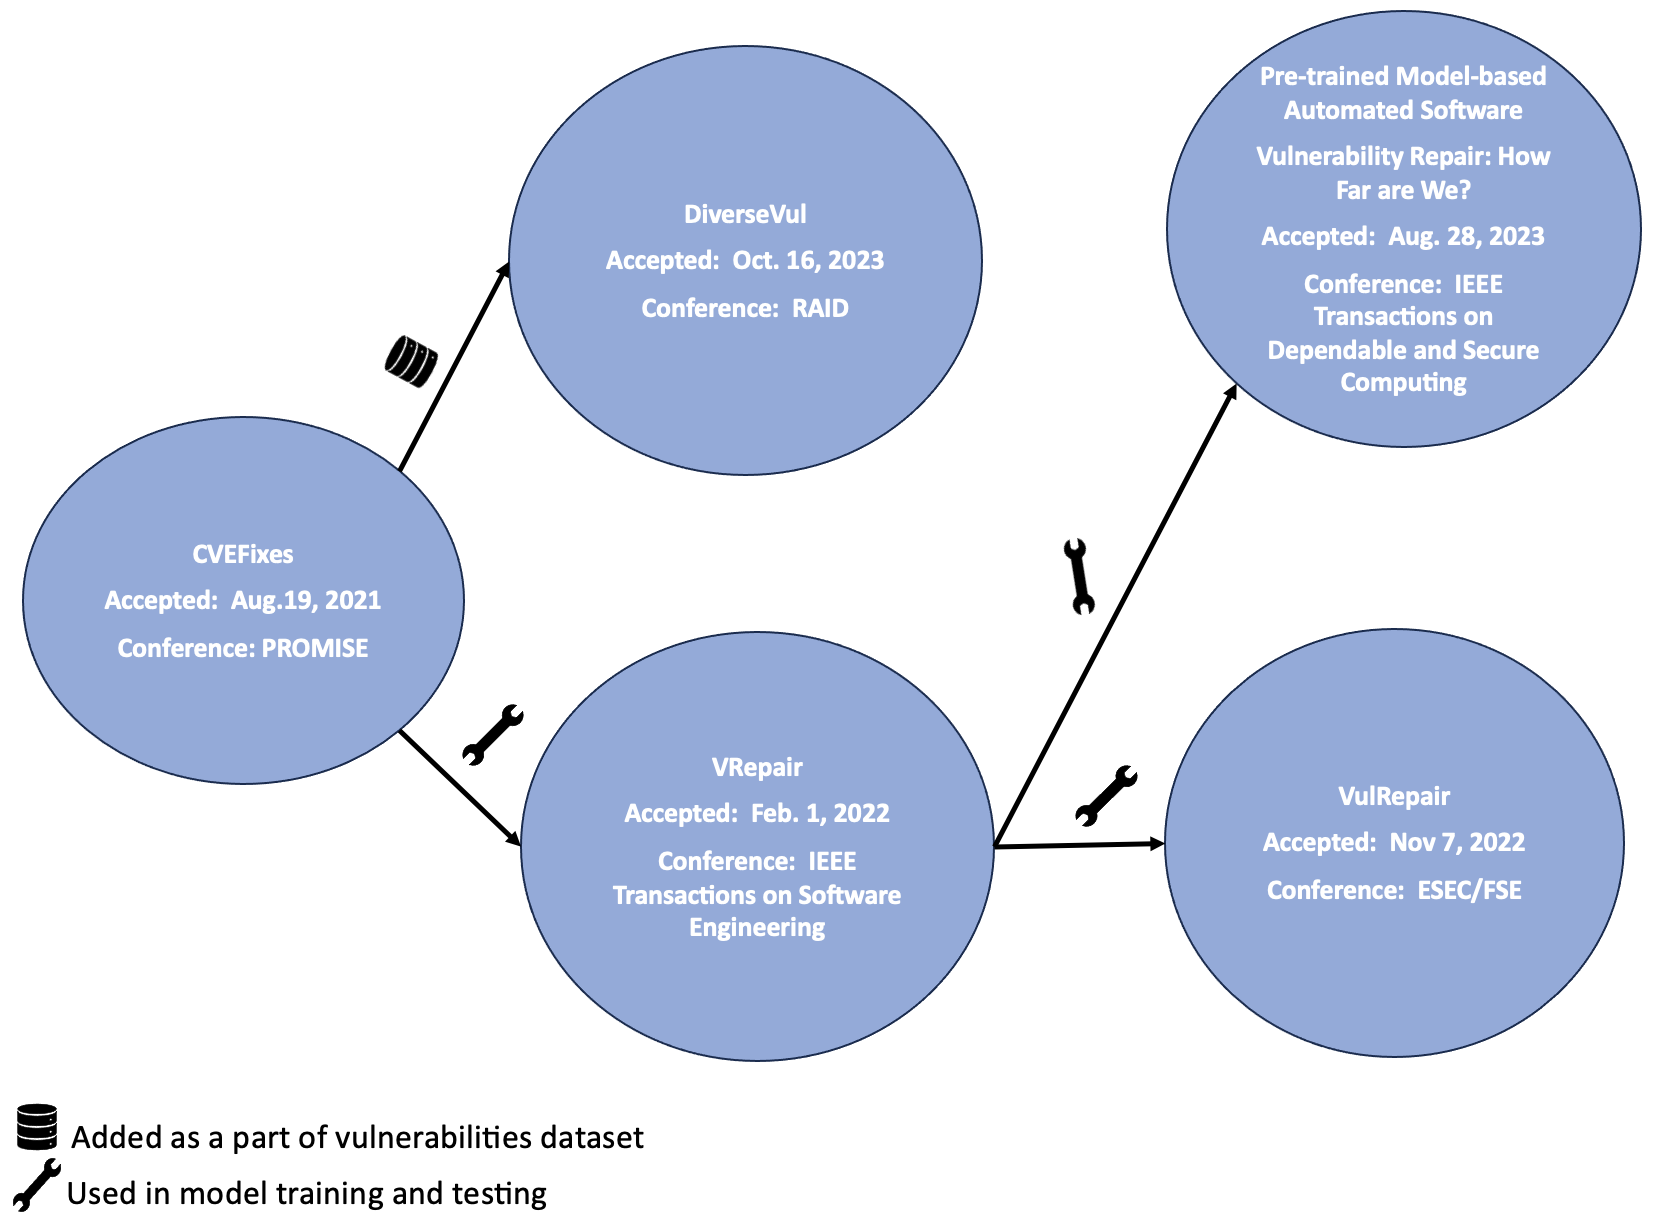 Pre-trained Model-based
Automated Software
Vulnerability Repair: How
Far are We?
Accepted:  Aug. 28, 2023
Conference:  IEEE
Transactions on
Dependable and Secure
Computing
DiverseVul
Accepted:  Oct. 16, 2023
Conference:  RAID
CVEFixes
Accepted:  Aug.19, 2021
Conference: PROMISE
VRepair
Accepted:  Feb. 1, 2022
Conference:  IEEE
Transactions on Software
Engineering
VulRepair
Accepted:  Nov 7, 2022
Conference:  ESEC/FSE
Added as a part of vulnerabilities dataset
Used in model training and testing